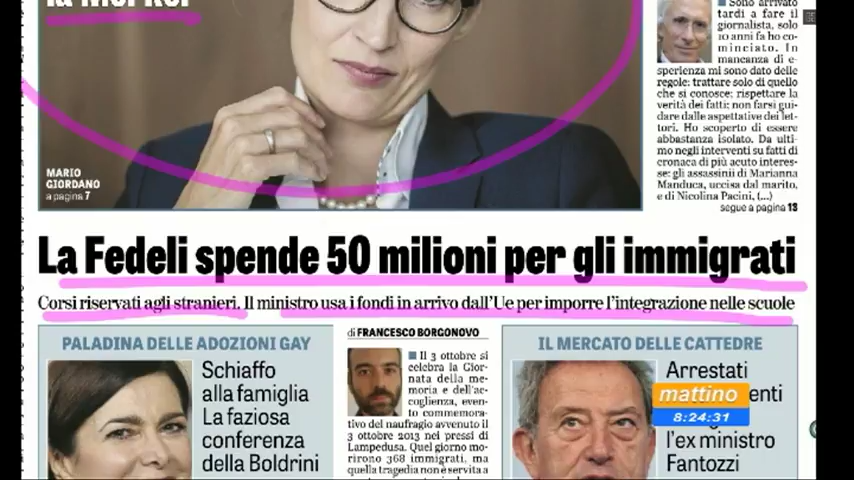 la Merkel
MARIO
GIORDANO
a pagina 7
Sono arrivato
tardi a fare il
giornalista, solo
10 anni fa ho co-
minciato. In
mancanza di e-
sperienza mi sono dato delle
regole: trattare solo di quello
che si conosce; rispettare la
verità dei fatti; non farsi gui-
dare dalle aspettative dei let-
tori. Ho scoperto di essere
abbastanza isolato. Da ulti-
mo negli interventi su fatti di
cronaca di più acuto interes-
se: gli assassinii di Marianna
Manduca, uccisa dal marito,
e di Nicolina Pacini, (...)
segue a pagina 13
La Fedeli spende 50 milioni per gli immigrati
Corsi riservati agli stranieri. Il ministro usa i fondi in arrivo dall'Ue per imporre l'integrazione nelle scuole
PALADINA DELLE ADOZIONI GAY
Schiaffo
alla famiglia
La faziosa
conferenza
della Boldrini
di FRANCESCO BORGONOVO
Il 3 ottobre si
celebra la Gior-
nata della me-
moria e dell'ac-
coglienza, even-
to commemora-
tivo del naufragio avvenuto il
3 ottobre 2013 nei pressi di
Lampedusa. Quel giorno mo-
rirono 368 immigrati, ma
quella tragedia non è servita a
IL MERCATO DELLE CATTEDRE
Arrestati
l'ex ministro
Fantozzi
mattino
8:24:31